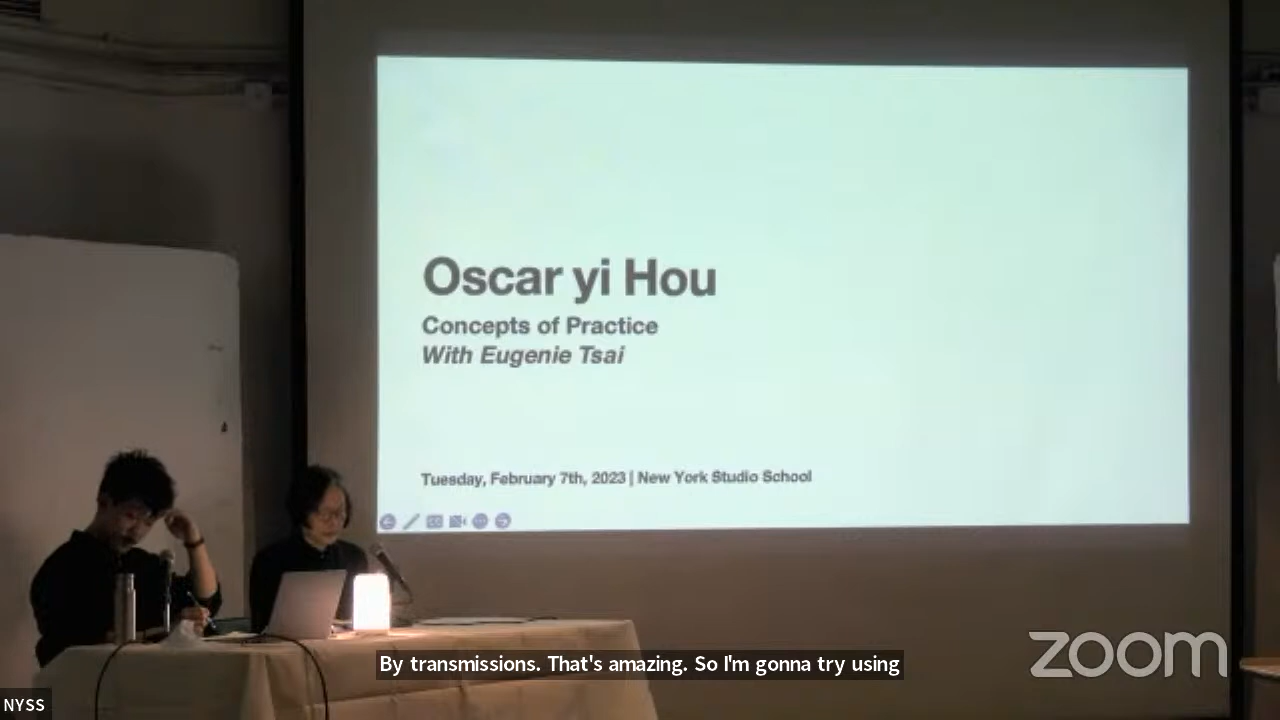 Oscar yi Hou
Concepts of Practice
With Eugenie Tsai
Tuesday, February 7th, 2023 | New York Studio School
By transmissions. That's amazing. So I'm gonna try using
zoom
NYSS